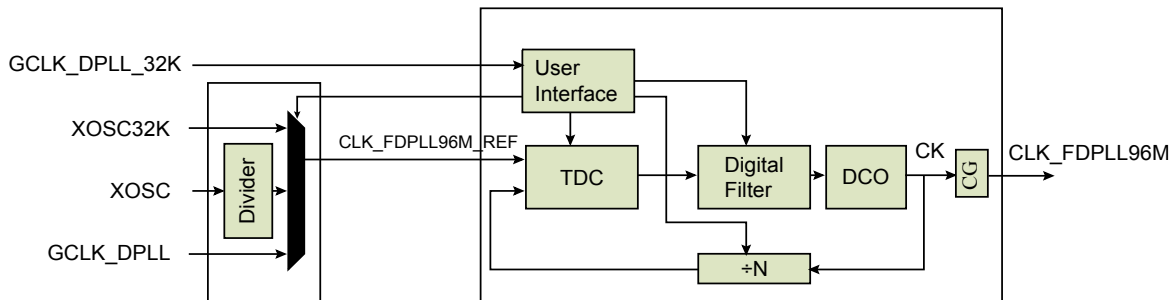 GCLK_DPLL_32K
User
Interface
XOSC32K
CLK_FDPLL96M_REF
XOSC
Divider
TDC
Digital
Filter
DCO
CK
CG
CLK_FDPLL96M
GCLK_DPLL
÷N